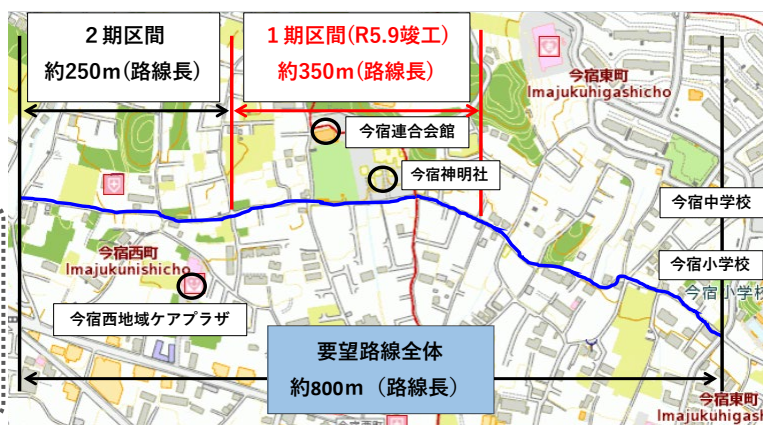 2期区間
約250m(路線長)
1期区間(R5.9竣工)
約350m(路線長)
今宿東町
Imajukuhigashicho
今宿連合会館
今宿神明社
今宿中学校
今宿西町
Imajukunishicho
今宿小学校
今宿小学校
今宿西地域ケアプラザ
要望路線全体
約800m（路線長）
今宿東町
Imajukuhigash